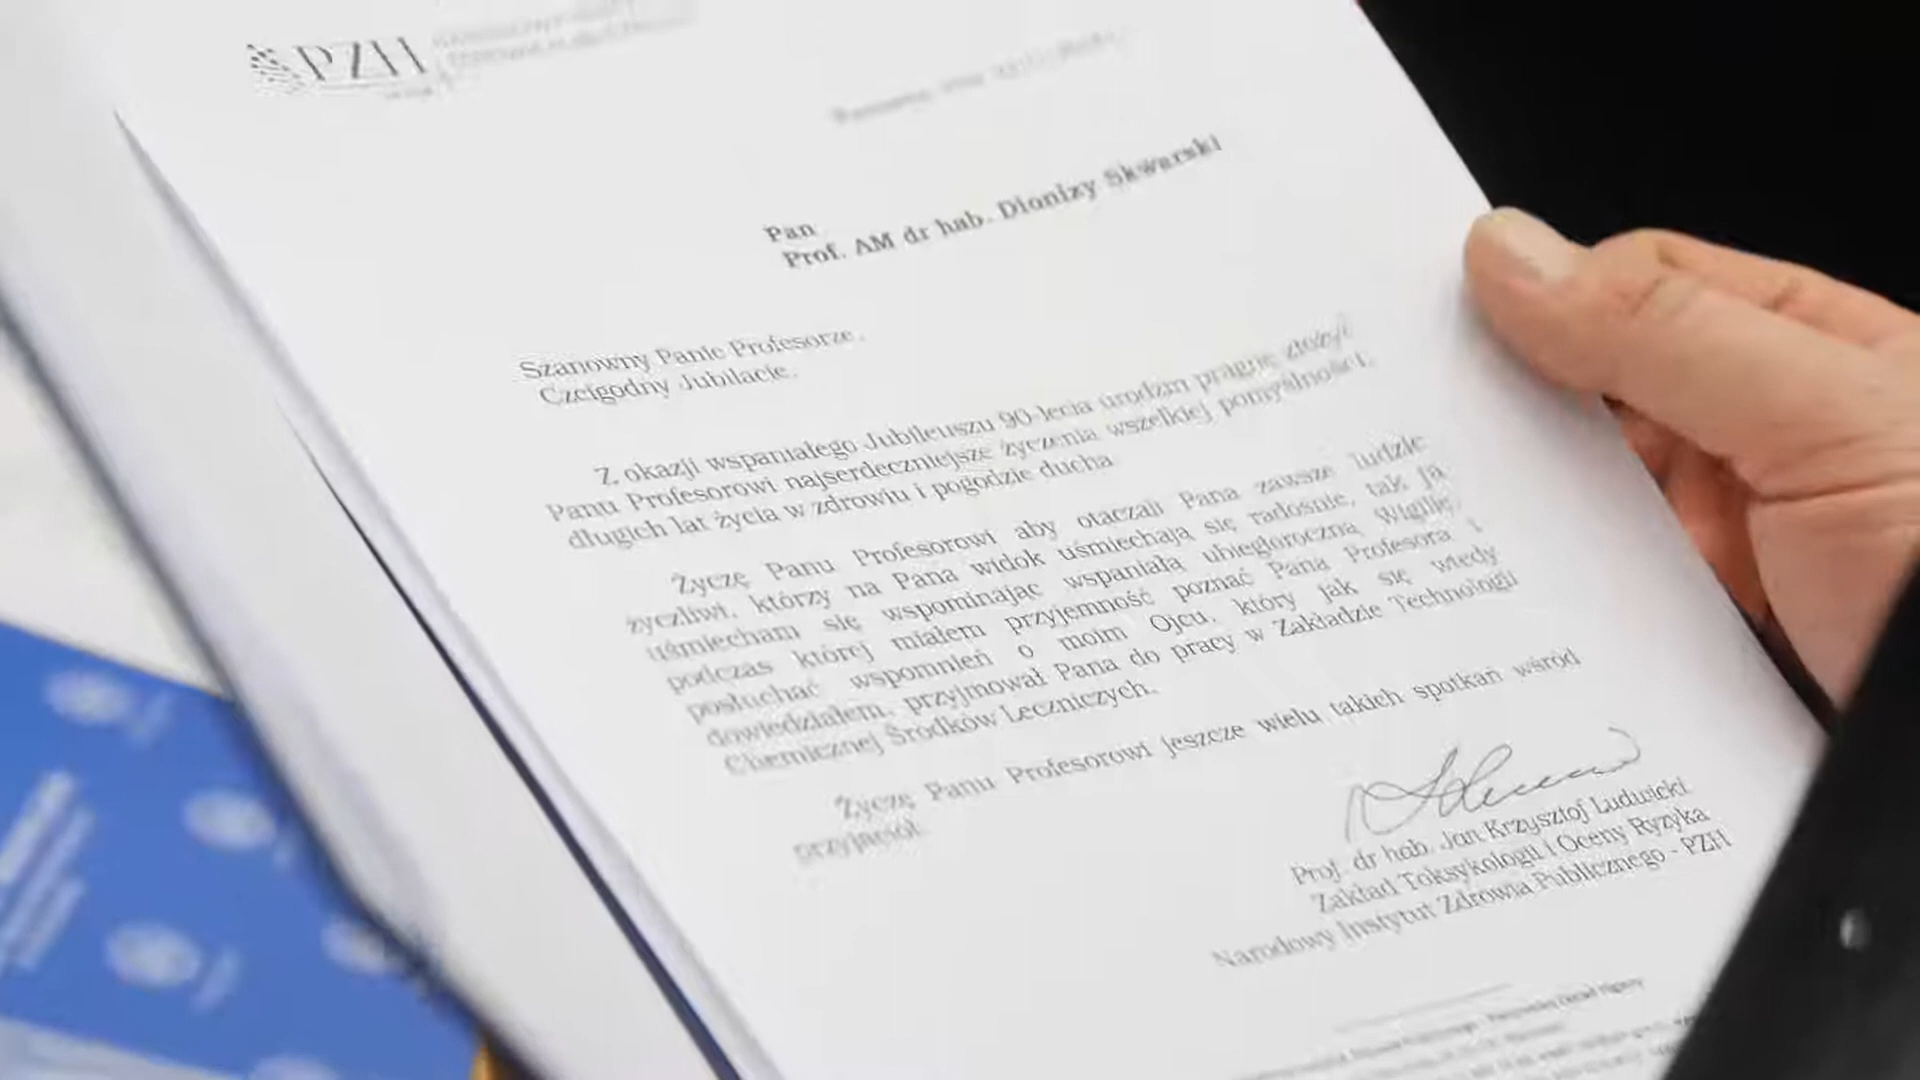 PZH
Pan
Prof. AM dr hab. Dionizy Skwarski
Szanowny Panie Profesorze,
Czcigodny Jubilacie,
Z okazji wspaniałego Jubileuszu 90-lecia urodzin pragnę złożyć
Panu Profesorowi najserdeczniejsze życzenia wszelkiej pomyślności,
długich lat życia w zdrowiu i pogodzie ducha
Życzę Panu Profesorowi aby otaczali Pana zawsze ludzie
życzliwi, którzy na Pana widok uśmiechają się radośnie, tak ja
uśmiecham się wspominając wspaniałą ubiegłoroczną Wigilię,
podczas której miałem przyjemność poznać Pana Profesora i
posłuchać wspomnień o moim Ojcu, który jak się wtedy
dowiedziałem, przyjmował Pana do pracy w Zakładzie Technologii
Chemicznej Środków Leczniczych.
Życzę Panu Profesorowi jeszcze wielu takich spotkań wśród
przyjaciół.
Prof. dr hab. Jan Krzysztof Ludwicki
Zakład Toksykologii i Oceny Ryzyka
Narodowy Instytut Zdrowia Publicznego - PZH